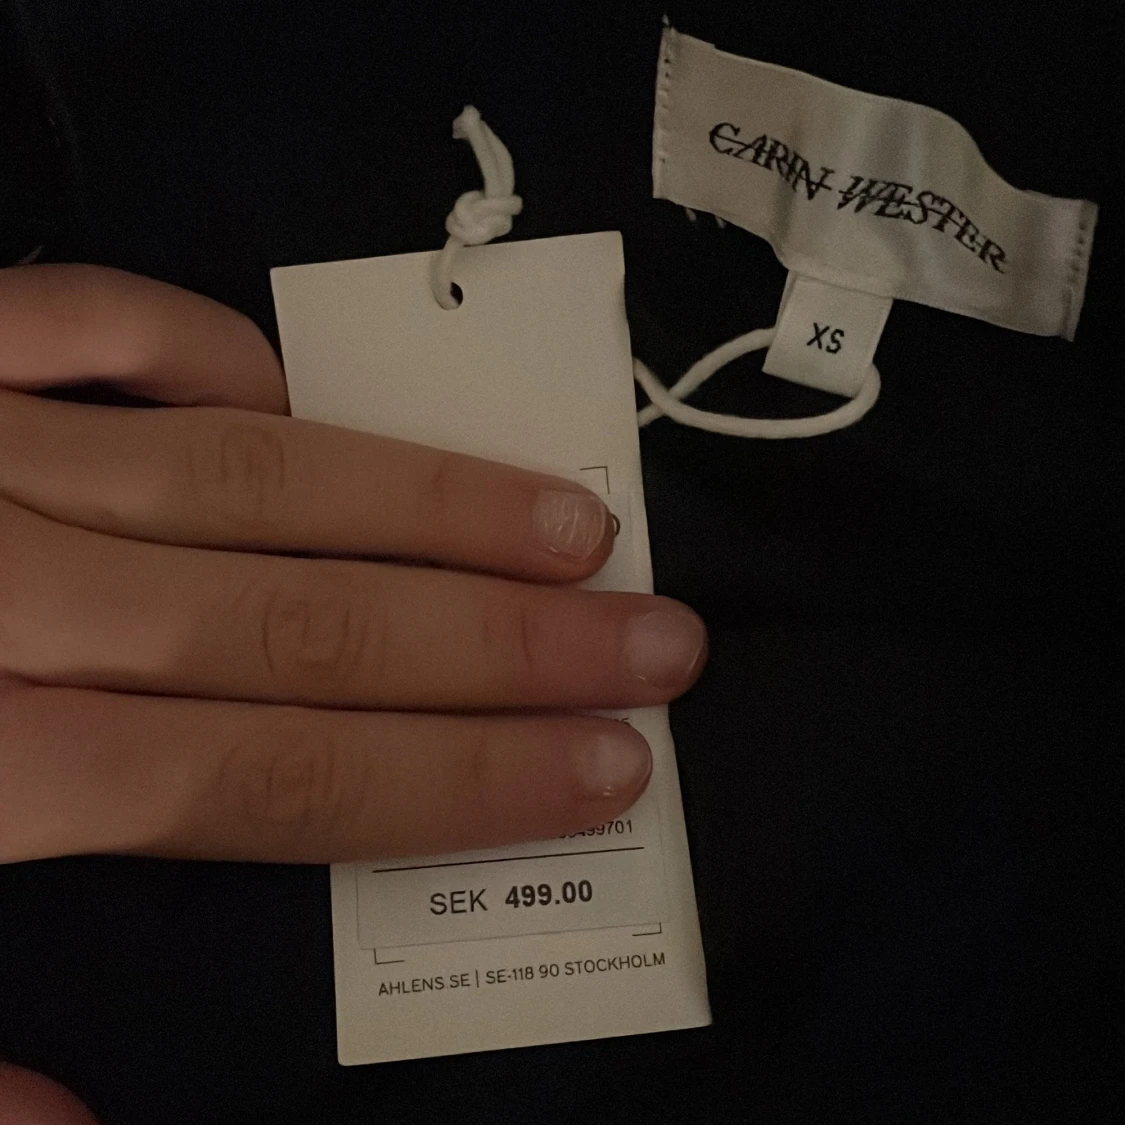 CARIN WESTER
XS
SEK 499.00
AHLENS.SE | SE-118 90 STOCKHOLM